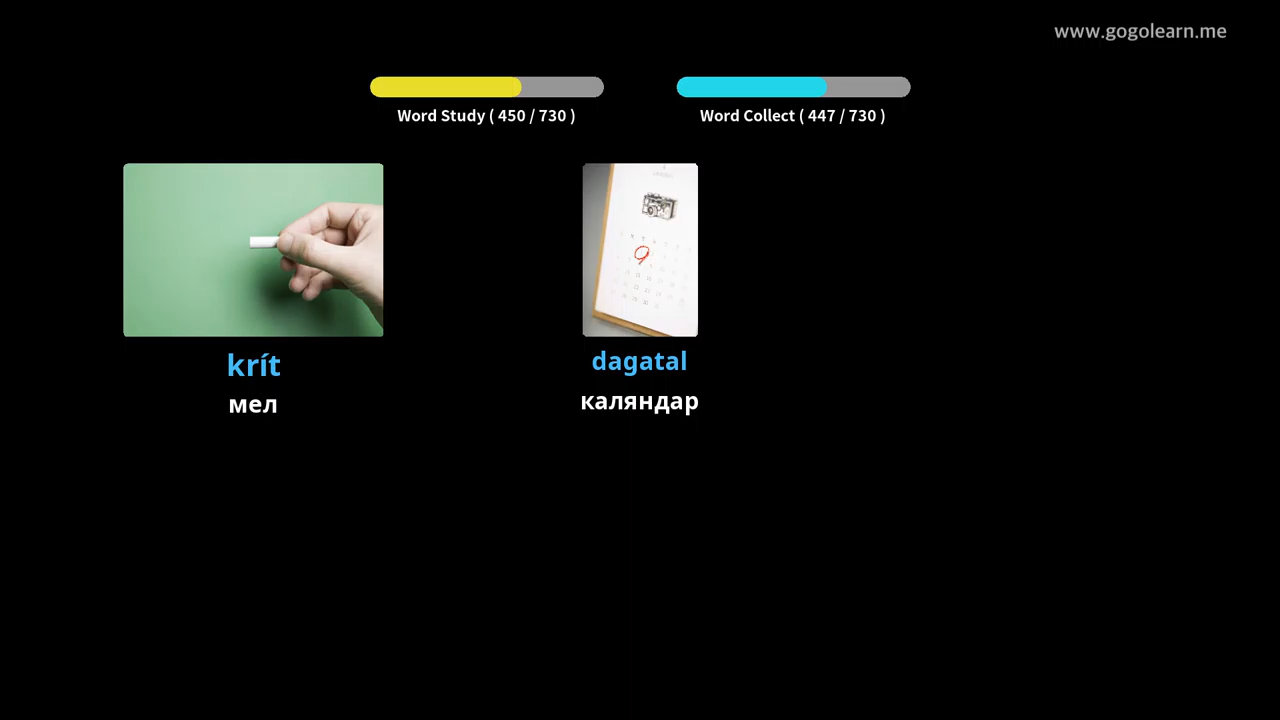 www.gogolearn.me
Word Study ( 450 / 730 )
Word Collect ( 447 / 730 )
krít
мел
dagatal
каляндар